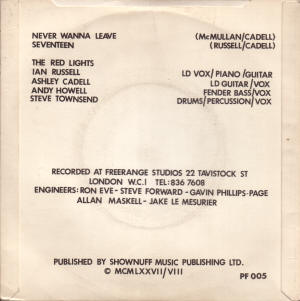 NEVER WANNA LEAVE (McMULLAN/CADELL)
SEVENTEEN (RUSSELL/CADELL)
THE RED LIGHTS
IAN RUSSELL LD VOX/PIANO/GUITAR
ASHLEY CADELL LD GUITAR/VOX
ANDY HOWELL FENDER BASS/VOX
STEVE TOWNSEND DRUMS/PERCUSSION/VOX
RECORDED AT FREERANGE STUDIOS 22 TAVISTOCK ST
LONDON W.C.I TEL: 836 7608
ENGINEERS: RON EVE - STEVE FORWARD - GAVIN PHILLIPS-PAGE
ALLAN MASKELL - JAKE LE MESURIER
PUBLISHED BY SHOWNUFF MUSIC PUBLISHING LTD.
© MCMLXXVII/VIII PF 005